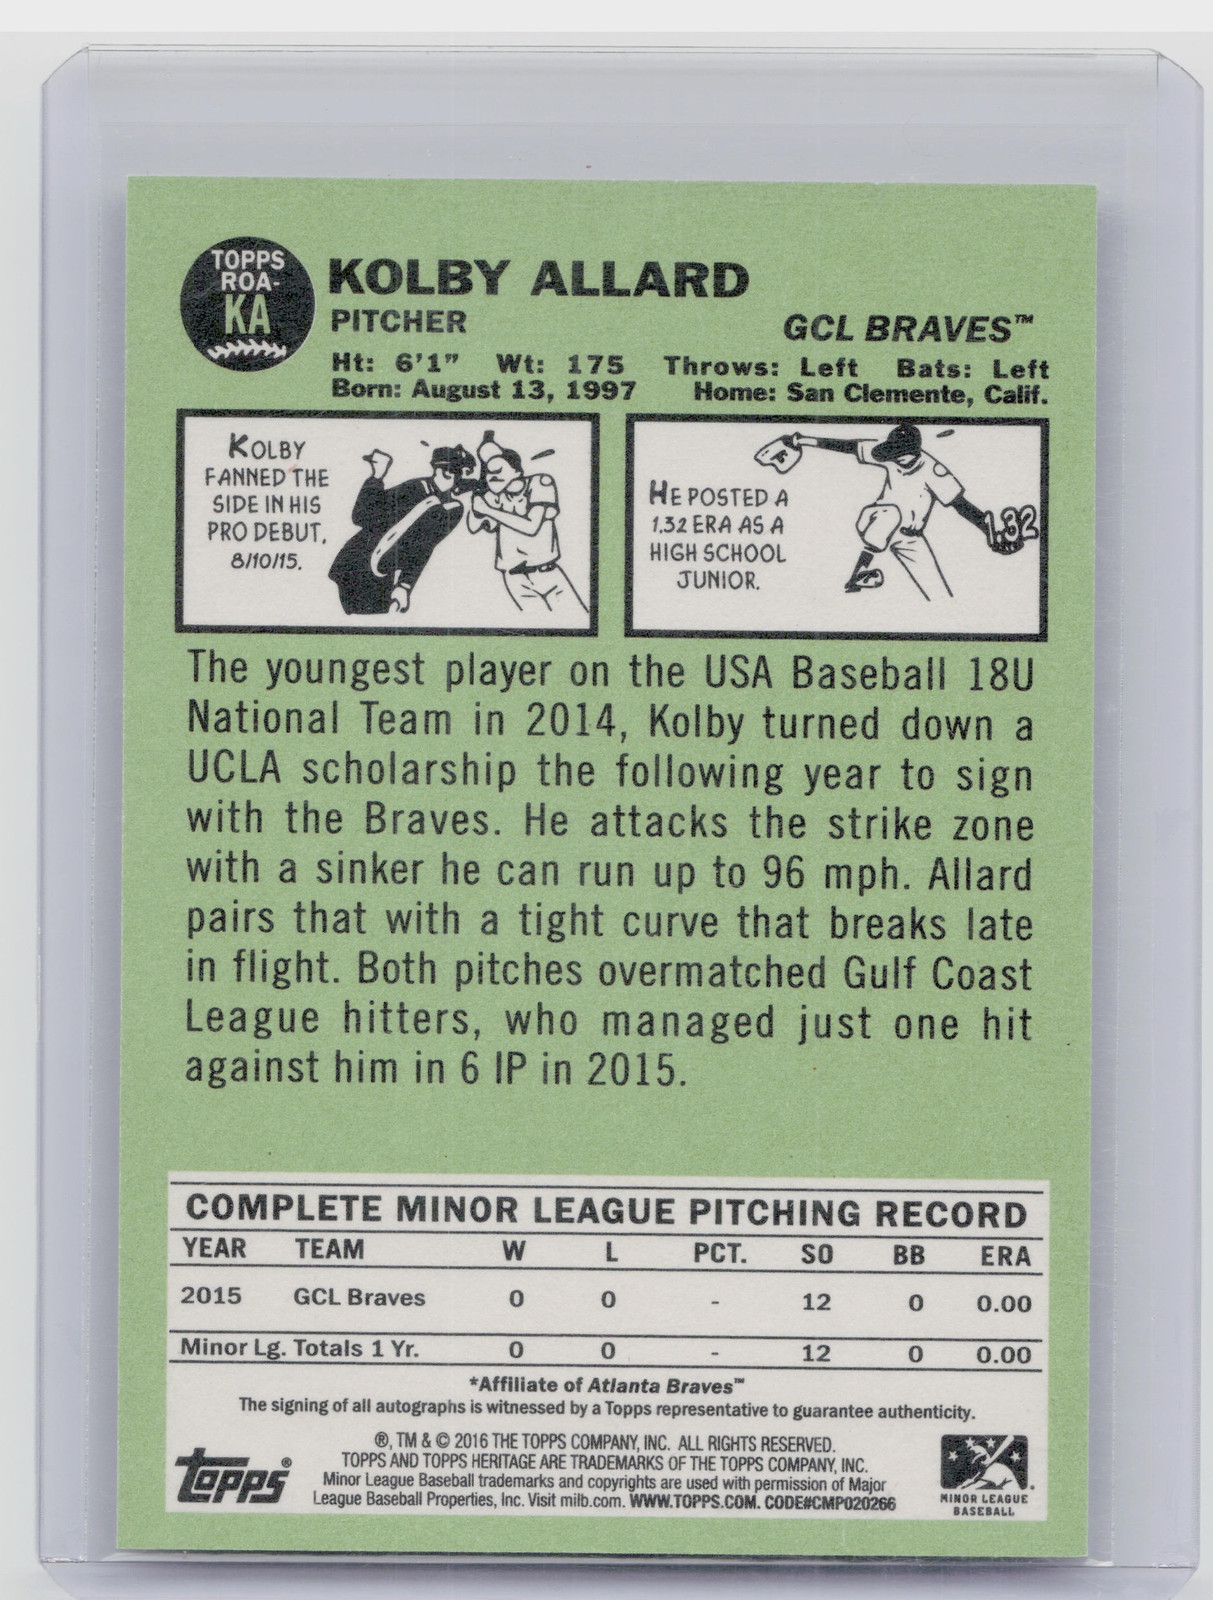 TOPPS
ROA-
KA
KOLBY ALLARD
PITCHER
GCL BRAVES™
Ht: 6'1" Wt: 175 Throws: Left Bats: Left
Born: August 13, 1997 Home: San Clemente, Calif.
KOLBY
FANNED THE
SIDE IN HIS
PRO DEBUT,
8/10/15.
HE POSTED A
1.32 ERA AS A
HIGH SCHOOL
JUNIOR.
1.32
The youngest player on the USA Baseball 18U
National Team in 2014, Kolby turned down a
UCLA scholarship the following year to sign
with the Braves. He attacks the strike zone
with a sinker he can run up to 96 mph. Allard
pairs that with a tight curve that breaks late
in flight. Both pitches overmatched Gulf Coast
League hitters, who managed just one hit
against him in 6 IP in 2015.
COMPLETE MINOR LEAGUE PITCHING RECORD
YEAR TEAM W L PCT. SO BB ERA
2015 GCL Braves 0 0 - 12 0 0.00
Minor Lg. Totals 1 Yr. 0 0 - 12 0 0.00
*Affiliate of Atlanta Braves™
The signing of all autographs is witnessed by a Topps representative to guarantee authenticity.
®, TM & © 2016 THE TOPPS COMPANY, INC. ALL RIGHTS RESERVED.
TOPPS AND TOPPS HERITAGE ARE TRADEMARKS OF THE TOPPS COMPANY, INC.
Minor League Baseball trademarks and copyrights are used with permission of Major
League Baseball Properties, Inc. Visit milb.com. WWW.TOPPS.COM. CODE#CMP020266
topps®
MINOR LEAGUE
BASEBALL